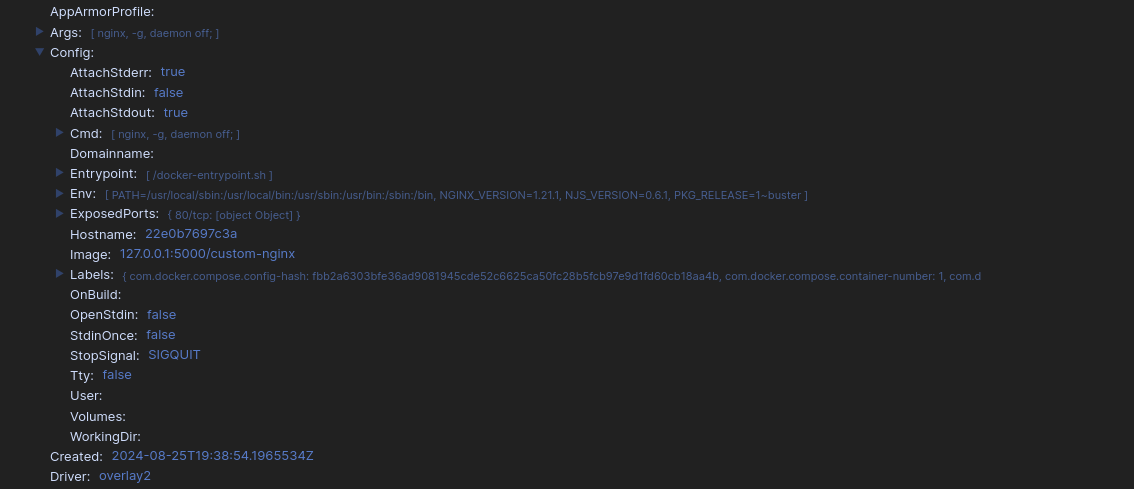 AppArmorProfile:
Args: [ nginx, -g, daemon off; ]
Config:
AttachStderr: true
AttachStdin: false
AttachStdout: true
Cmd: [ nginx, -g, daemon off; ]
Domainname:
Entrypoint: [ /docker-entrypoint.sh ]
Env: [ PATH=/usr/local/sbin:/usr/local/bin:/usr/sbin:/usr/bin:/sbin:/bin, NGINX_VERSION=1.21.1, NJS_VERSION=0.6.1, PKG_RELEASE=1~buster ]
ExposedPorts: { 80/tcp: [object Object] }
Hostname: 22e0b7697c3a
Image: 127.0.0.1:5000/custom-nginx
Labels: { com.docker.compose.config-hash: fbb2a6303bfe36ad9081945cde52c6625ca50fc28b5fcb97e9d1fd60cb18aa4b, com.docker.compose.container-number: 1, com.d
OnBuild:
OpenStdin: false
StdinOnce: false
StopSignal: SIGQUIT
Tty: false
User:
Volumes:
WorkingDir:
Created: 2024-08-25T19:38:54.1965534Z
Driver: overlay2